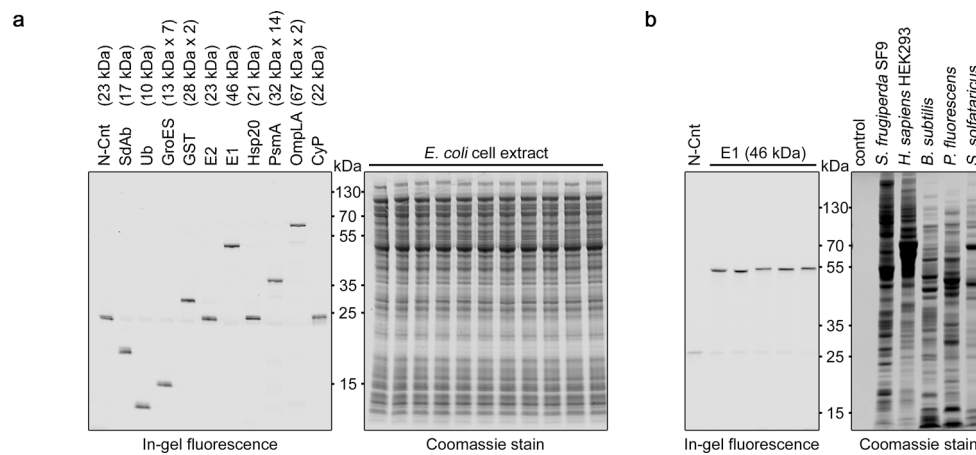 a
N-Cnt (23 kDa)
SdAb (17 kDa)
Ub (10 kDa)
GroES (13 kDa x 7)
GST (28 kDa x 2)
E2 (23 kDa)
E1 (46 kDa)
Hsp20 (21 kDa)
PsmA (32 kDa x 14)
OmpLA (67 kDa x 2)
CyP (22 kDa)
kDa
130
70
55
35
25
15
E. coli cell extract
In-gel fluorescence
Coomassie stain
b
N-Cnt
E1 (46 kDa)
kDa
130
70
55
35
25
15
control
S. frugiperda SF9
H. sapiens HEK293
B. subtilis
P. fluorescens
S. solfataricus
In-gel fluorescence
Coomassie stain